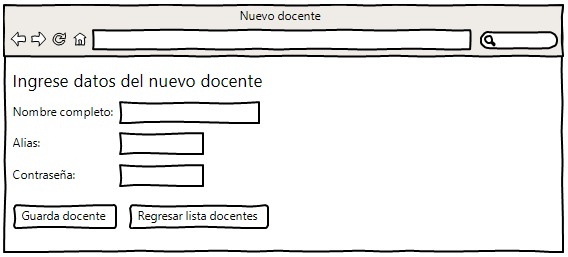 Nuevo docente
Ingrese datos del nuevo docente
Nombre completo:
Alias:
Contraseña:
Guarda docente Regresar lista docentes